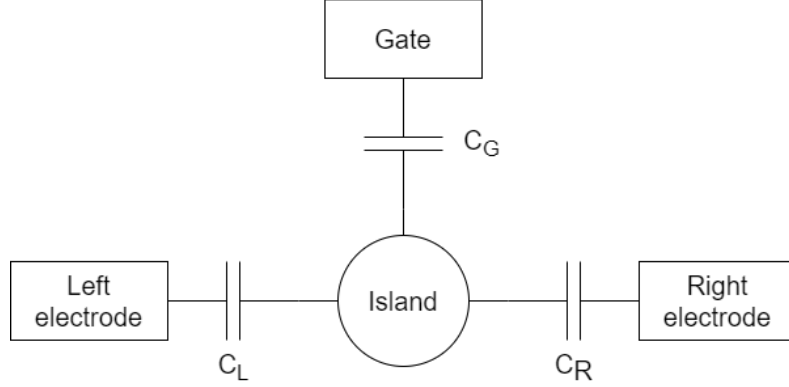 Gate
C_G
Left
electrode
Island
Right
electrode
C_L
C_R